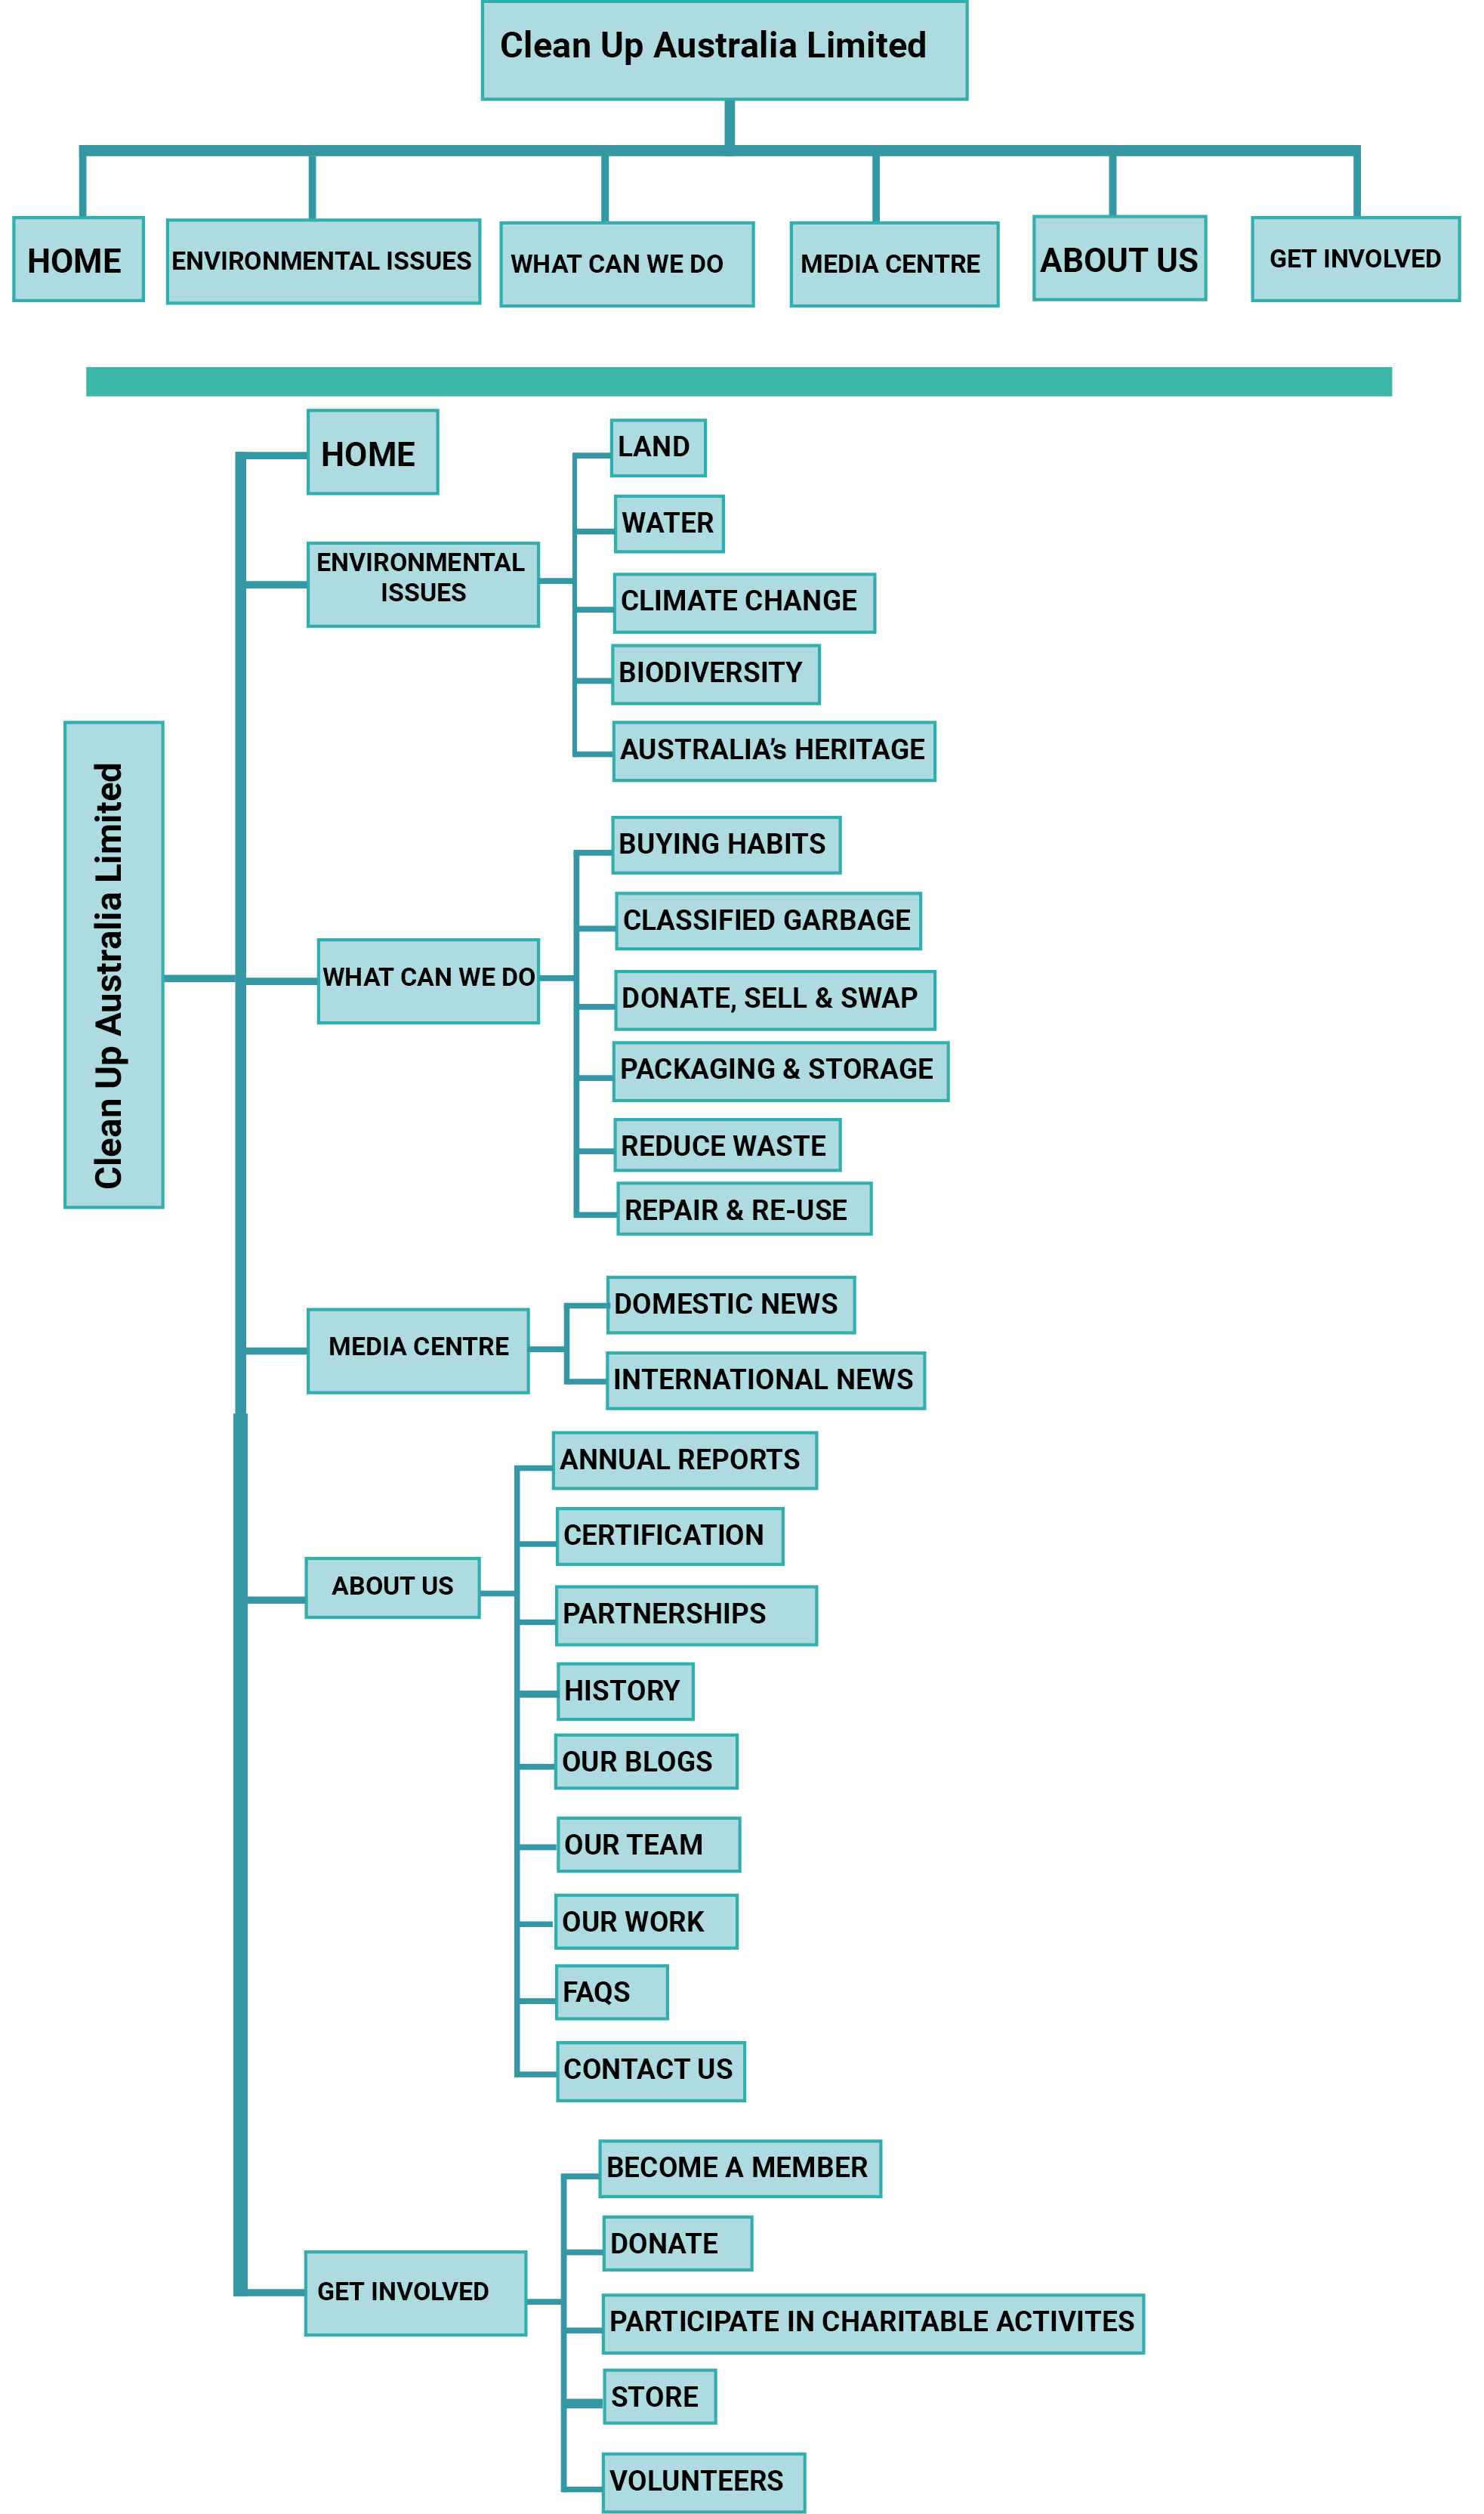 Clean Up Australia Limited
HOME
ENVIRONMENTAL ISSUES
WHAT CAN WE DO
MEDIA CENTRE
ABOUT US
GET INVOLVED
Clean Up Australia Limited
HOME
ENVIRONMENTAL
ISSUES
LAND
WATER
CLIMATE CHANGE
BIODIVERSITY
AUSTRALIA’s HERITAGE
WHAT CAN WE DO
BUYING HABITS
CLASSIFIED GARBAGE
DONATE, SELL & SWAP
PACKAGING & STORAGE
REDUCE WASTE
REPAIR & RE-USE
MEDIA CENTRE
DOMESTIC NEWS
INTERNATIONAL NEWS
ABOUT US
ANNUAL REPORTS
CERTIFICATION
PARTNERSHIPS
HISTORY
OUR BLOGS
OUR TEAM
OUR WORK
FAQS
CONTACT US
GET INVOLVED
BECOME A MEMBER
DONATE
PARTICIPATE IN CHARITABLE ACTIVITES
STORE
VOLUNTEERS